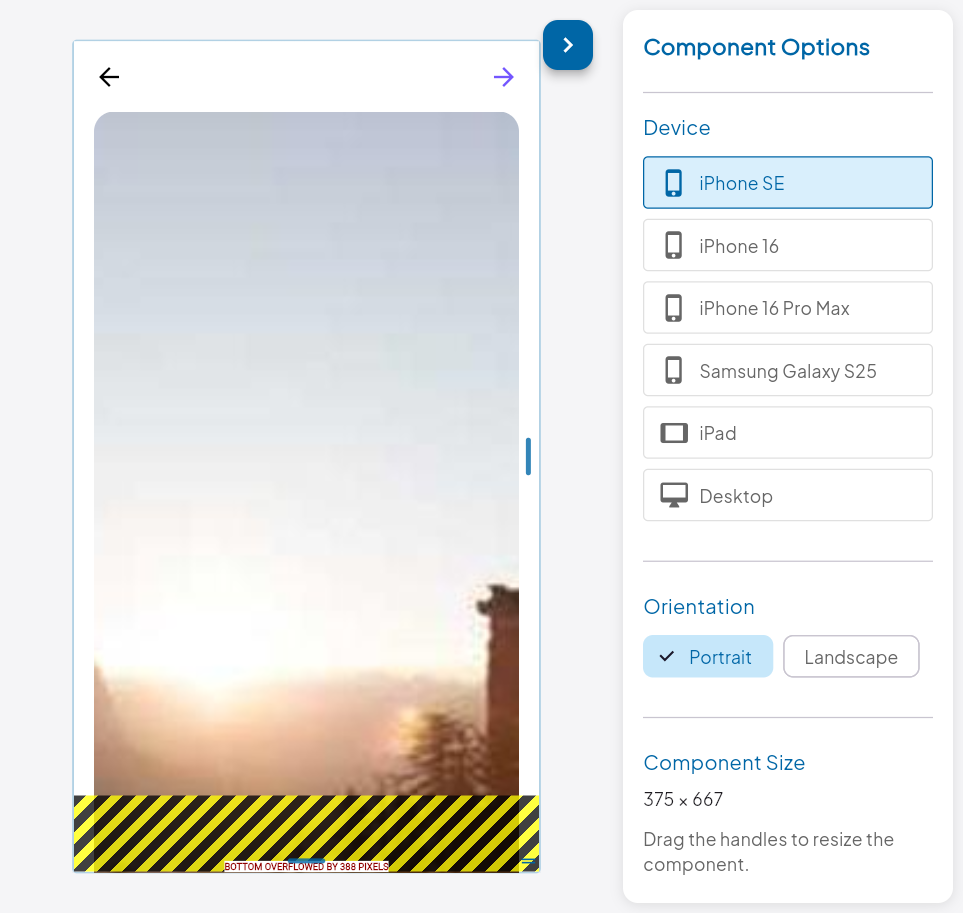 Component Options
Device
iPhone SE
iPhone 16
iPhone 16 Pro Max
Samsung Galaxy S25
iPad
Desktop
Orientation
Portrait
Landscape
Component Size
375 × 667
Drag the handles to resize the
component.
BOTTOM OVERFLOWED BY 388 PIXELS